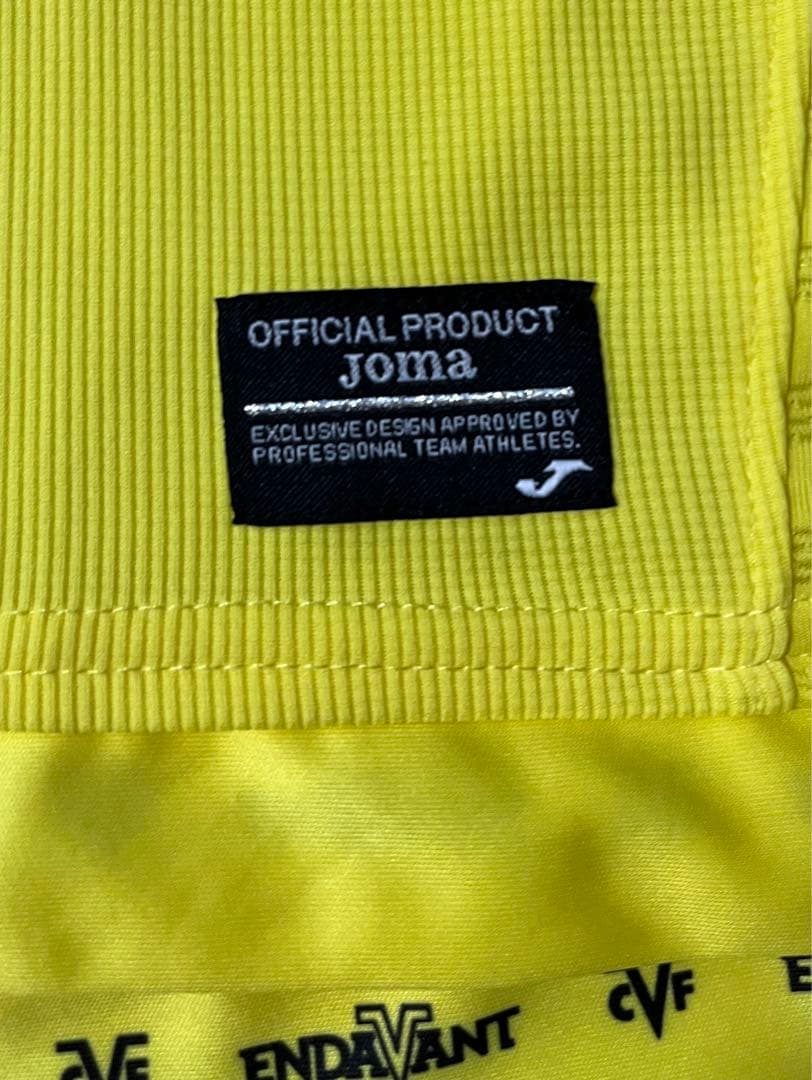 OFFICIAL PRODUCT
Joma
EXCLUSIVE DESIGN APPROVED BY
PROFESSIONAL TEAM ATHLETES.
CVF
ENDAVANT
CVF
E